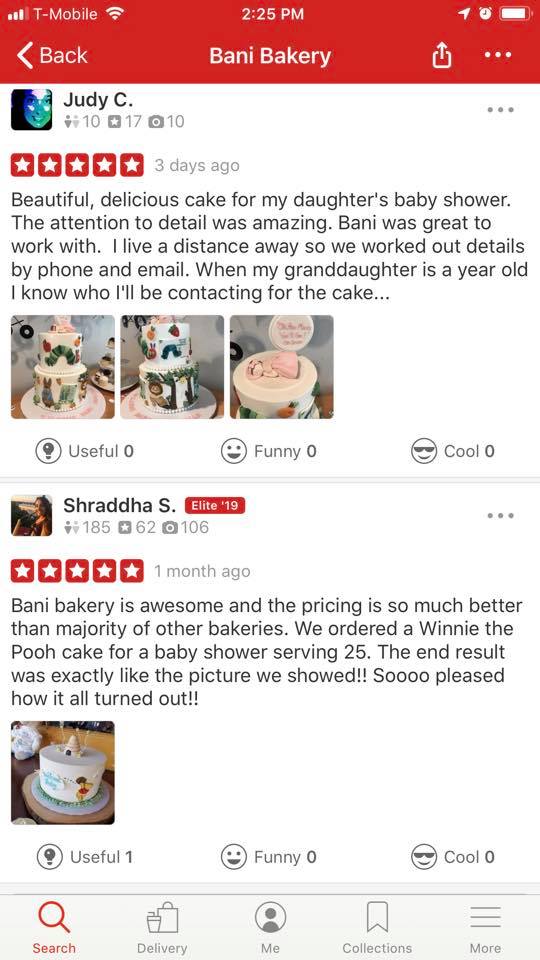 T-Mobile 2:25 PM
Back Bani Bakery
Judy C.
10 17 10
3 days ago
Beautiful, delicious cake for my daughter's baby shower.
The attention to detail was amazing. Bani was great to
work with.  I live a distance away so we worked out details
by phone and email. When my granddaughter is a year old
I know who I'll be contacting for the cake...
Useful 0 Funny 0 Cool 0
Shraddha S. Elite '19
185 62 106
1 month ago
Bani bakery is awesome and the pricing is so much better
than majority of other bakeries. We ordered a Winnie the
Pooh cake for a baby shower serving 25. The end result
was exactly like the picture we showed!! Soooo pleased
how it all turned out!!
Useful 1 Funny 0 Cool 0
Search Delivery Me Collections More